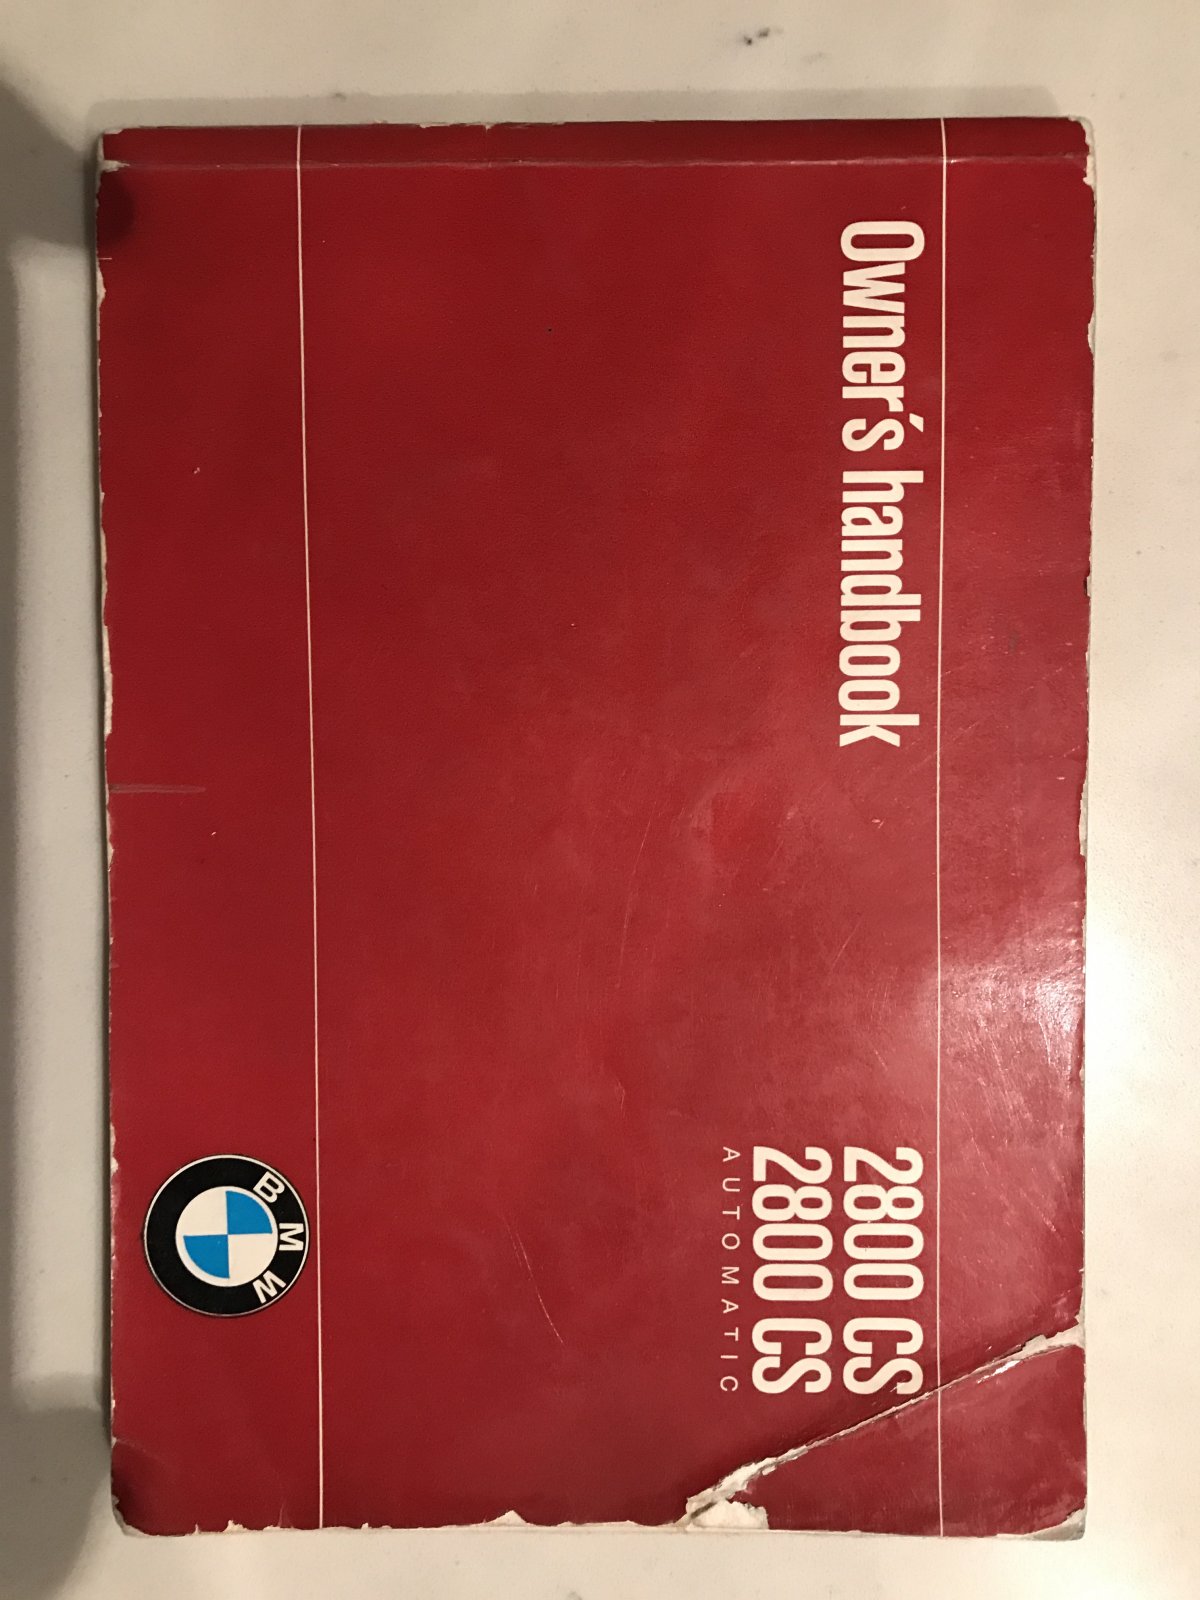 Owner´s handbook
2800 CS
2800 CS
AUTOMATIC
BMW